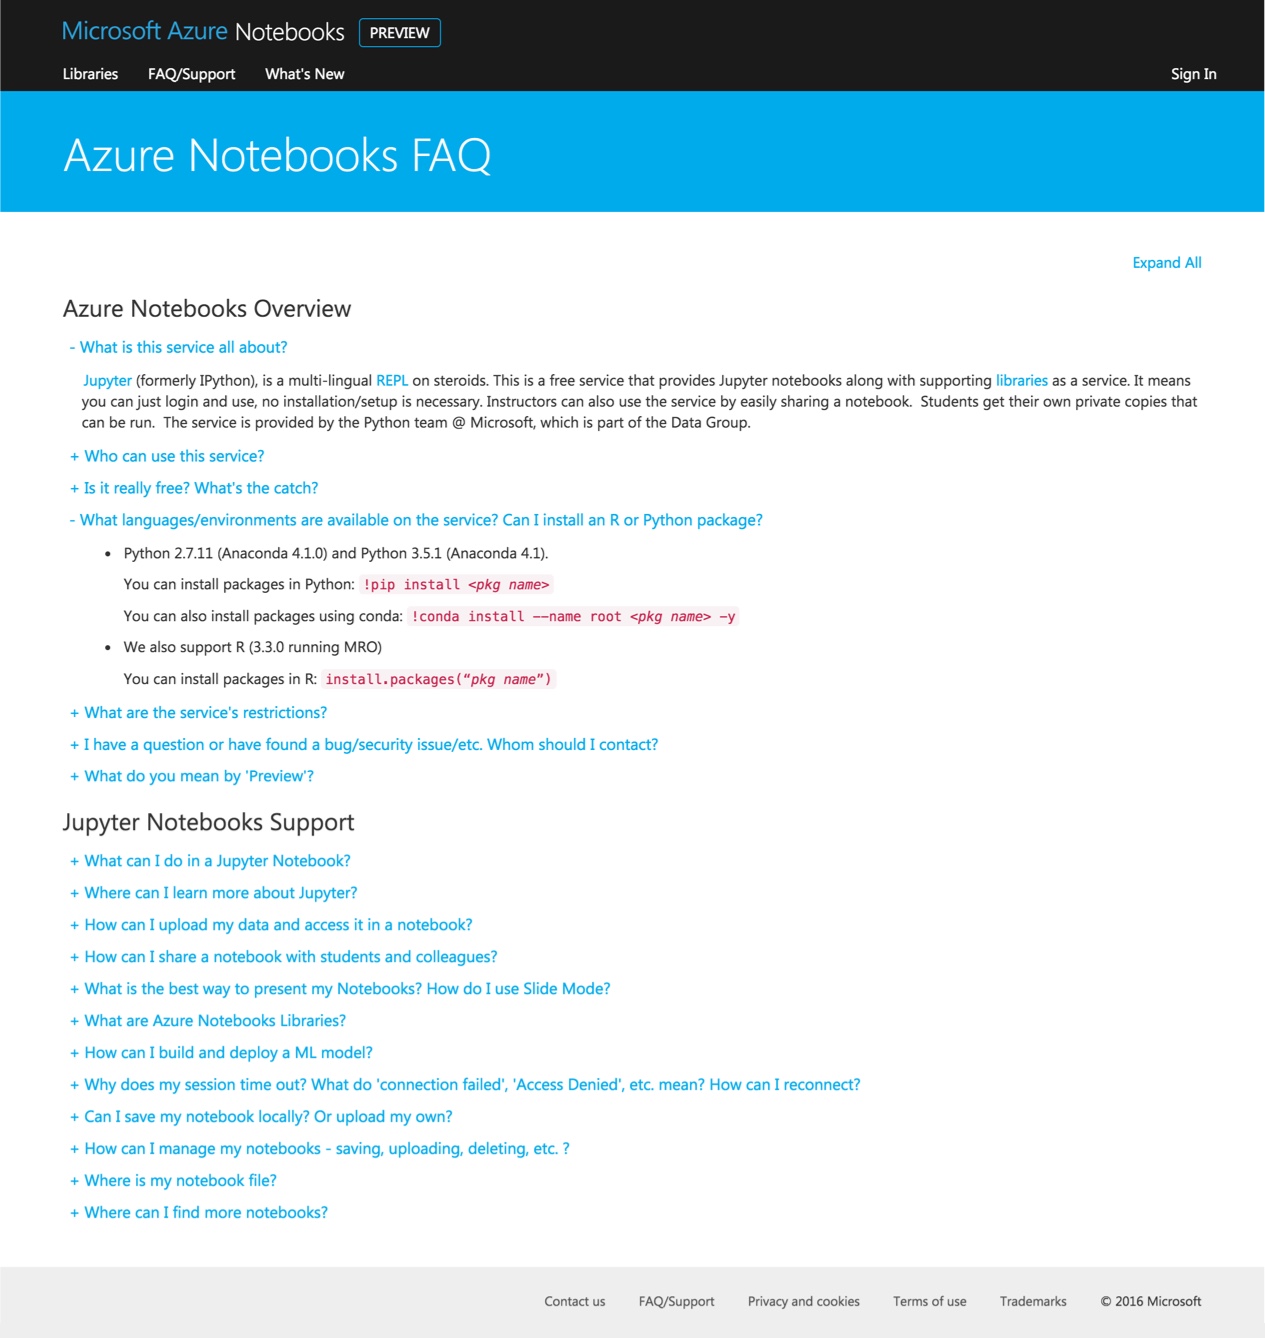 Microsoft Azure Notebooks PREVIEW
Libraries FAQ/Support What's New Sign In
Azure Notebooks FAQ
Expand All
Azure Notebooks Overview
- What is this service all about?
Jupyter (formerly IPython), is a multi-lingual REPL on steroids. This is a free service that provides Jupyter notebooks along with supporting libraries as a service. It means
you can just login and use, no installation/setup is necessary. Instructors can also use the service by easily sharing a notebook.  Students get their own private copies that
can be run.  The service is provided by the Python team @ Microsoft, which is part of the Data Group.
+ Who can use this service?
+ Is it really free? What's the catch?
- What languages/environments are available on the service? Can I install an R or Python package?
• Python 2.7.11 (Anaconda 4.1.0) and Python 3.5.1 (Anaconda 4.1).
You can install packages in Python: !pip install <pkg name>
You can also install packages using conda: !conda install --name root <pkg name> -y
• We also support R (3.3.0 running MRO)
You can install packages in R: install.packages(“pkg name”)
+ What are the service's restrictions?
+ I have a question or have found a bug/security issue/etc. Whom should I contact?
+ What do you mean by 'Preview'?
Jupyter Notebooks Support
+ What can I do in a Jupyter Notebook?
+ Where can I learn more about Jupyter?
+ How can I upload my data and access it in a notebook?
+ How can I share a notebook with students and colleagues?
+ What is the best way to present my Notebooks? How do I use Slide Mode?
+ What are Azure Notebooks Libraries?
+ How can I build and deploy a ML model?
+ Why does my session time out? What do 'connection failed', 'Access Denied', etc. mean? How can I reconnect?
+ Can I save my notebook locally? Or upload my own?
+ How can I manage my notebooks - saving, uploading, deleting, etc. ?
+ Where is my notebook file?
+ Where can I find more notebooks?
Contact us FAQ/Support Privacy and cookies Terms of use Trademarks © 2016 Microsoft